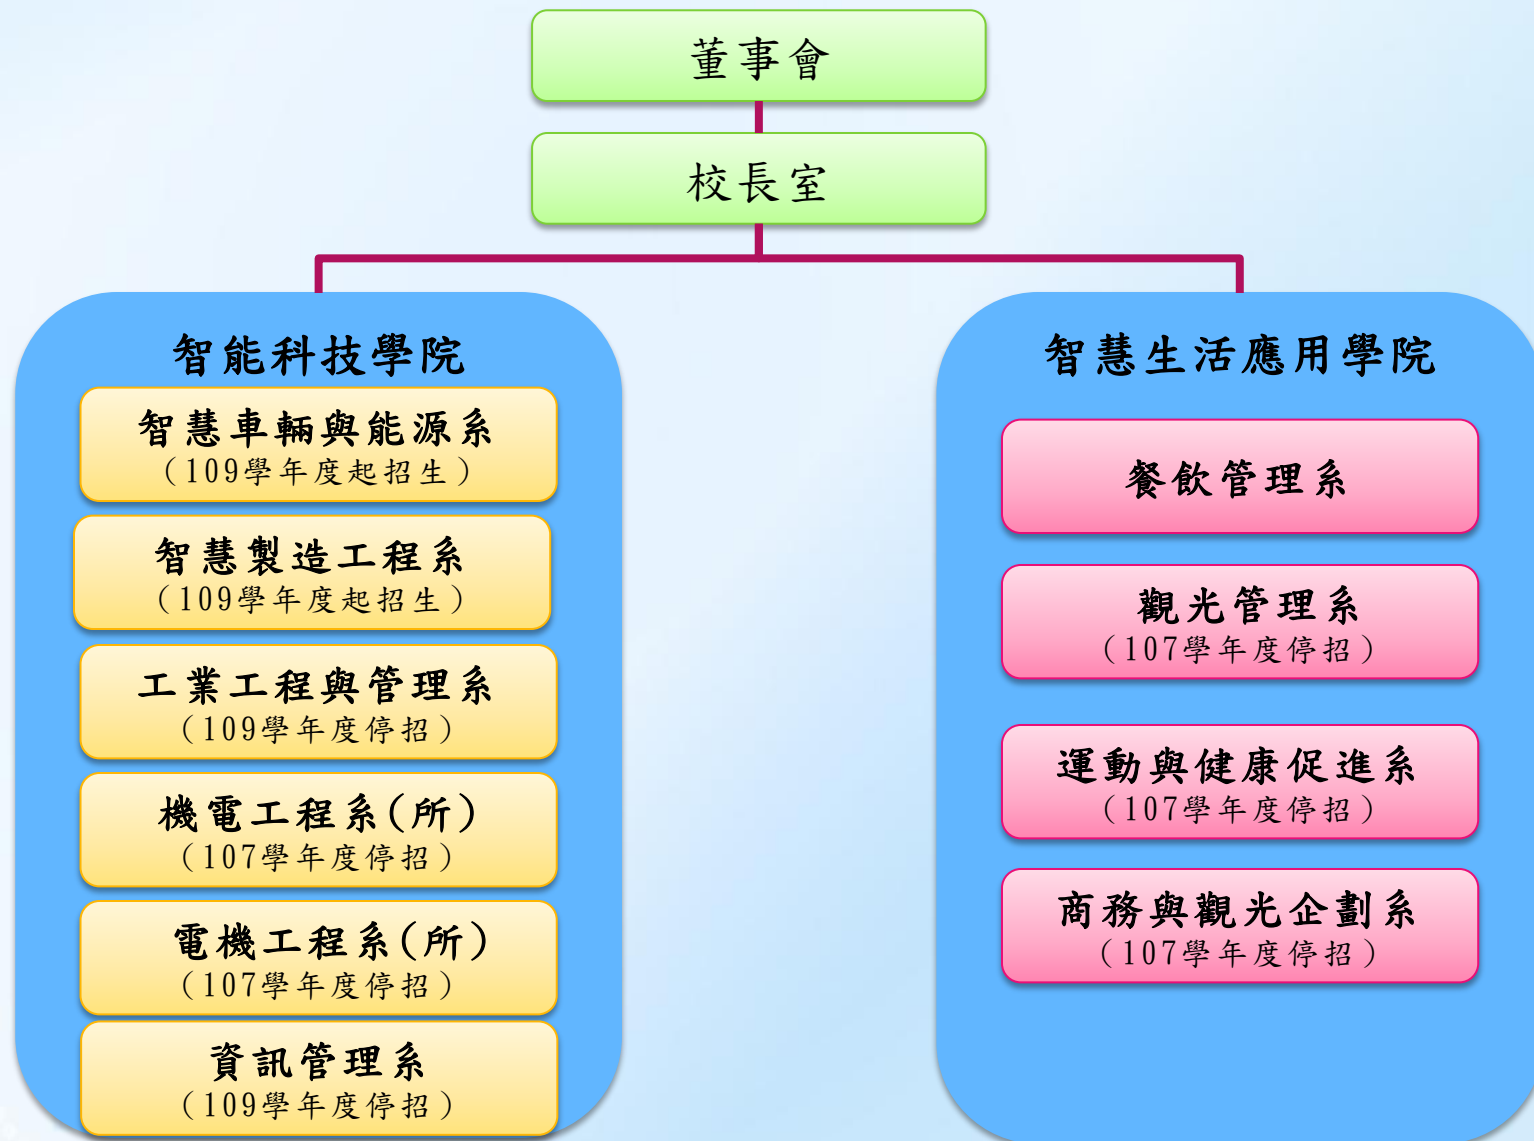 董事會
校長室
智能科技學院
智慧車輛與能源系
（109學年度起招生）
智慧製造工程系
（109學年度起招生）
工業工程與管理系
（109學年度停招）
機電工程系(所)
（107學年度停招）
電機工程系(所)
（107學年度停招）
資訊管理系
（109學年度停招）
智慧生活應用學院
餐飲管理系
觀光管理系
（107學年度停招）
運動與健康促進系
（107學年度停招）
商務與觀光企劃系
（107學年度停招）